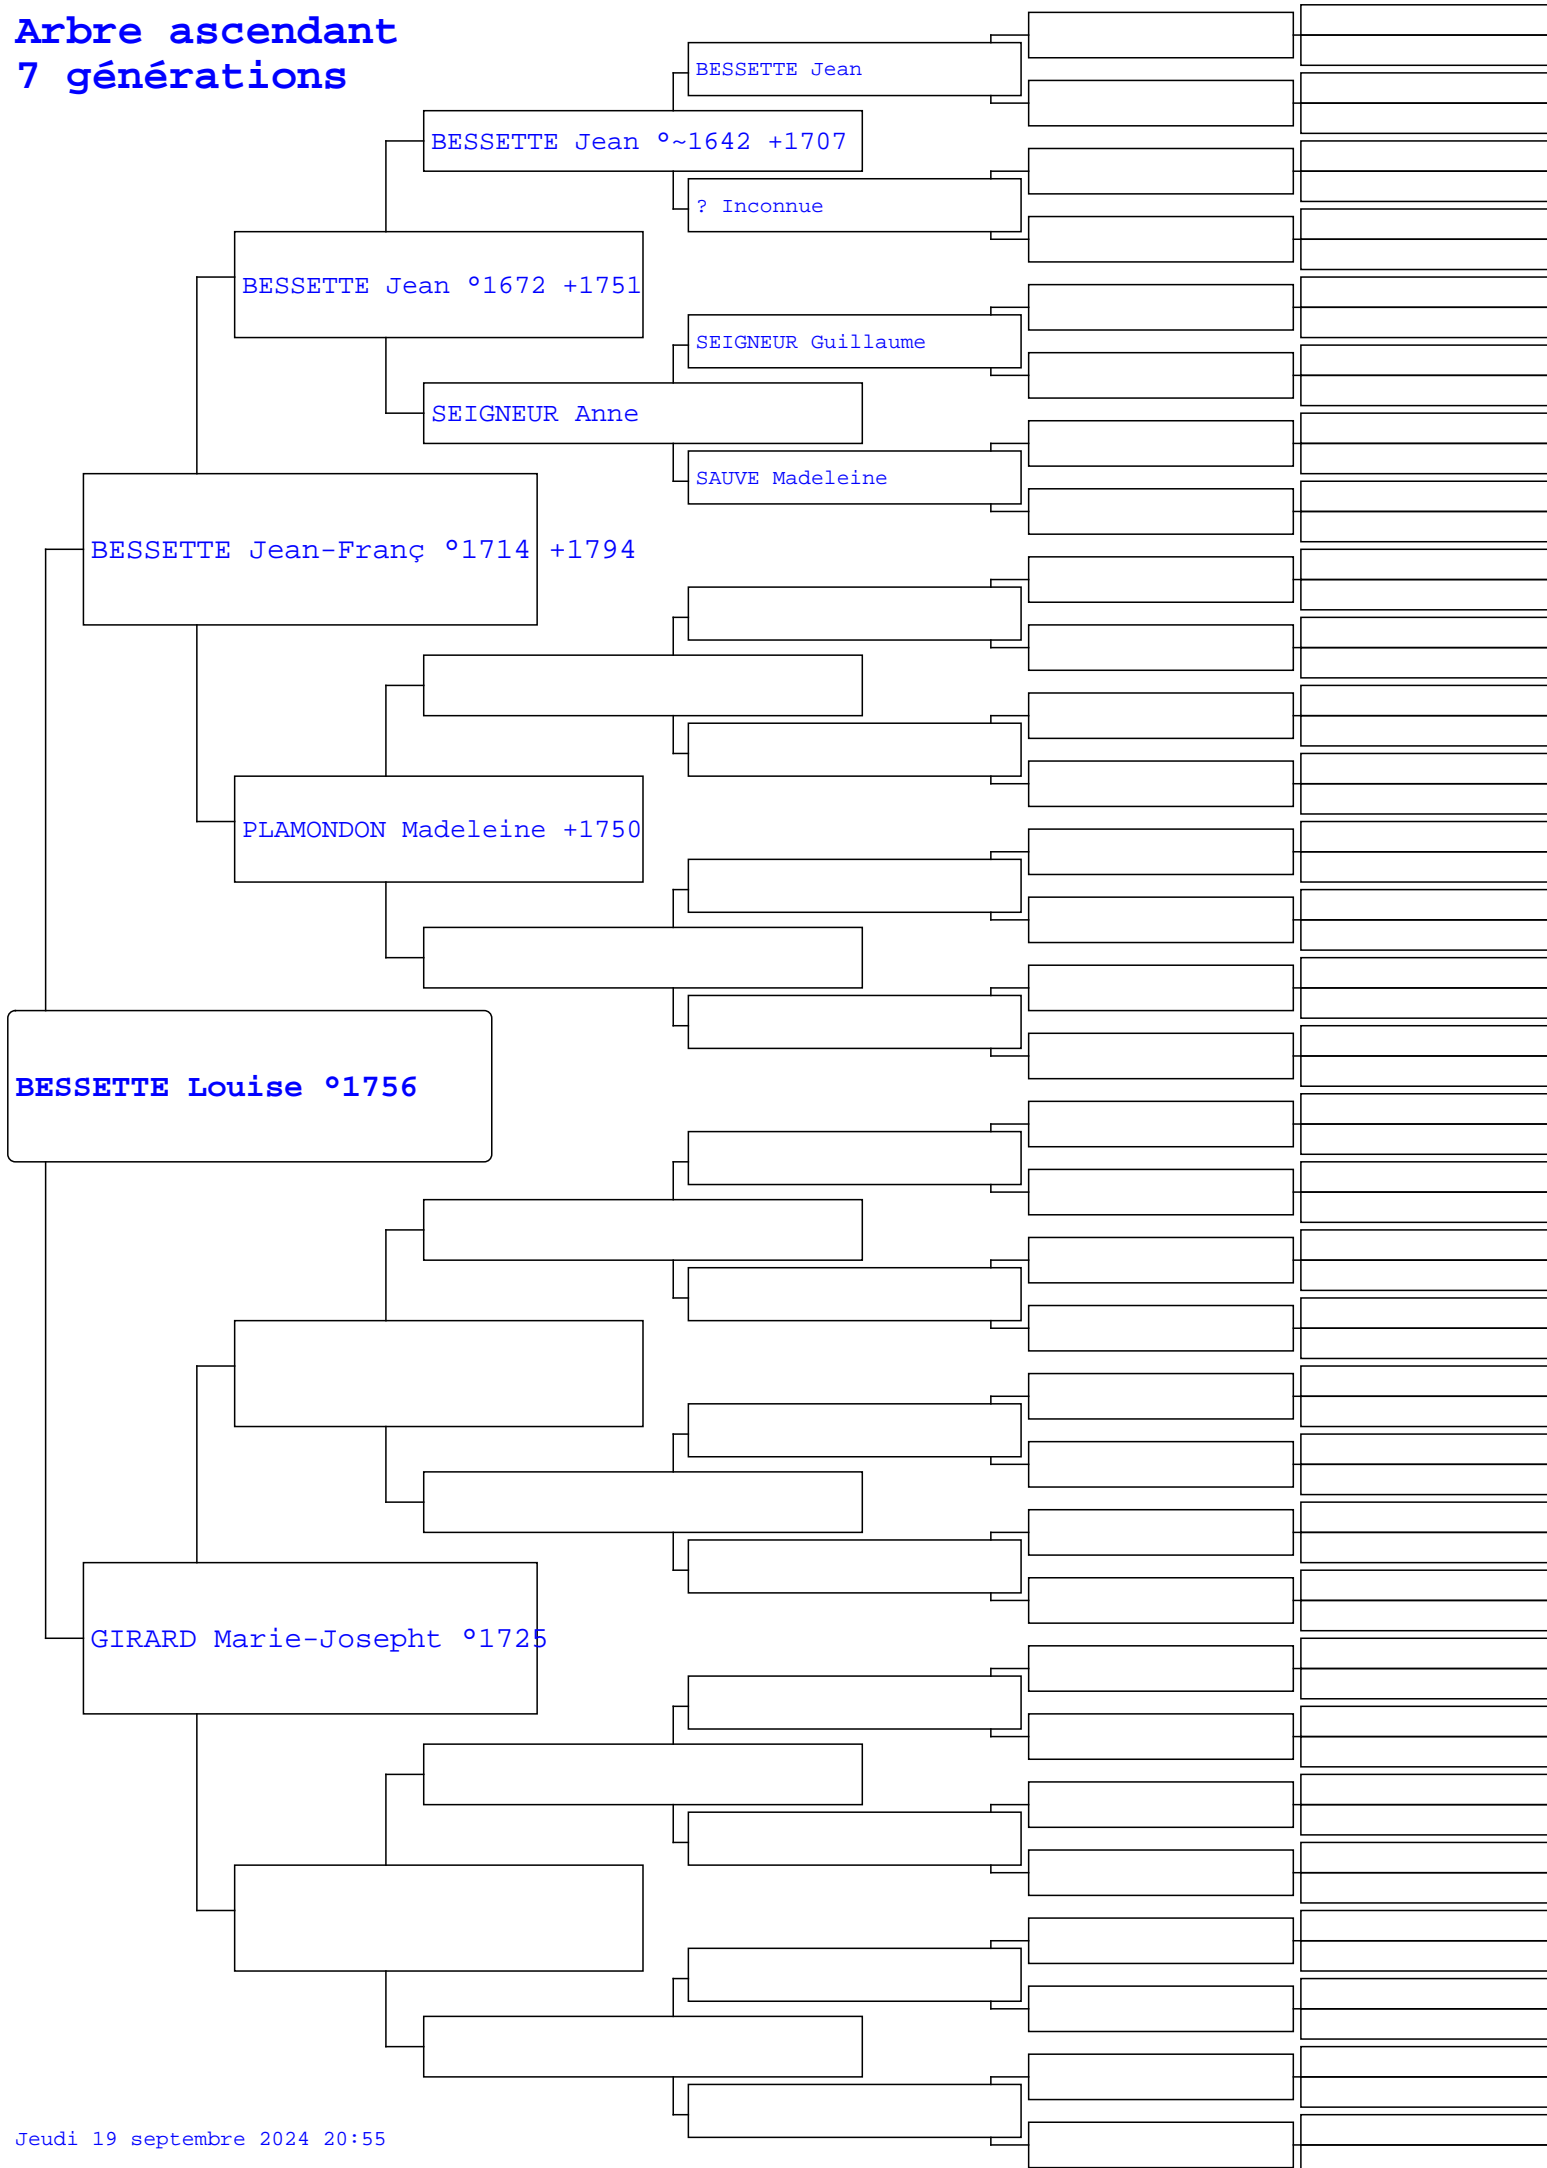 Arbre ascendant
7 générations
BESSETTE Jean
BESSETTE Jean °~1642 +1707
? Inconnue
BESSETTE Jean °1672 +1751
SEIGNEUR Guillaume
SEIGNEUR Anne
SAUVE Madeleine
BESSETTE Jean-Franç °1714 +1794
PLAMONDON Madeleine +1750
BESSETTE Louise °1756
GIRARD Marie-Josepht °1725
Jeudi 19 septembre 2024 20:55